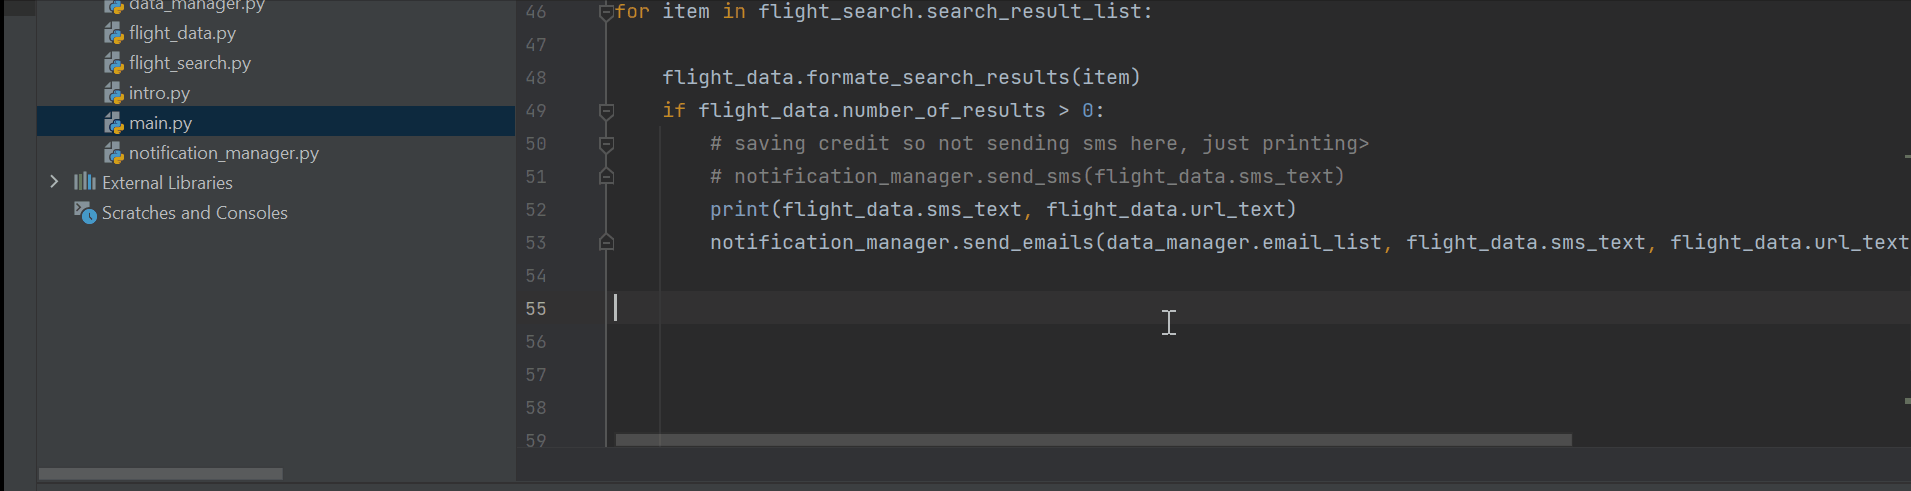 data_manager.py
flight_data.py
flight_search.py
intro.py
main.py
notification_manager.py
External Libraries
Scratches and Consoles
46 for item in flight_search.search_result_list:
47
48 flight_data.formate_search_results(item)
49 if flight_data.number_of_results > 0:
50 # saving credit so not sending sms here, just printing>
51 # notification_manager.send_sms(flight_data.sms_text)
52 print(flight_data.sms_text, flight_data.url_text)
53 notification_manager.send_emails(data_manager.email_list, flight_data.sms_text, flight_data.url_text
54
55
56
57
58
59